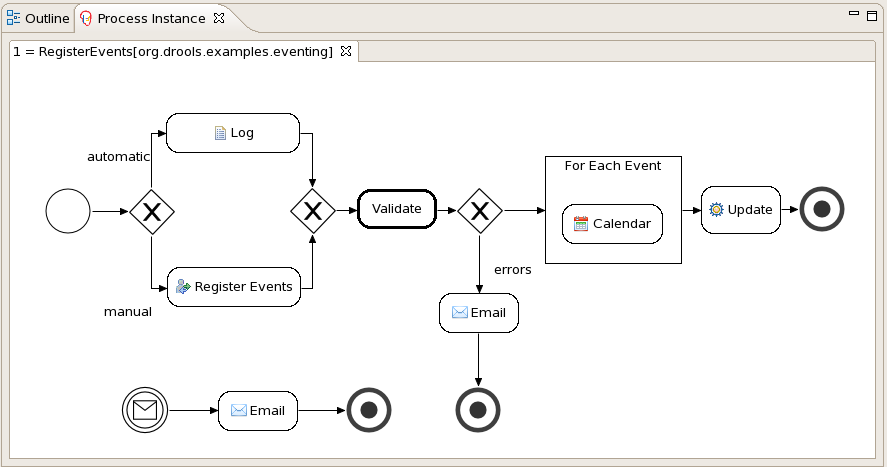 Outline
Process Instance
1 = RegisterEvents[org.drools.examples.eventing]
Log
automatic
For Each Event
Validate
Calendar
Update
Register Events
errors
manual
Email
Email